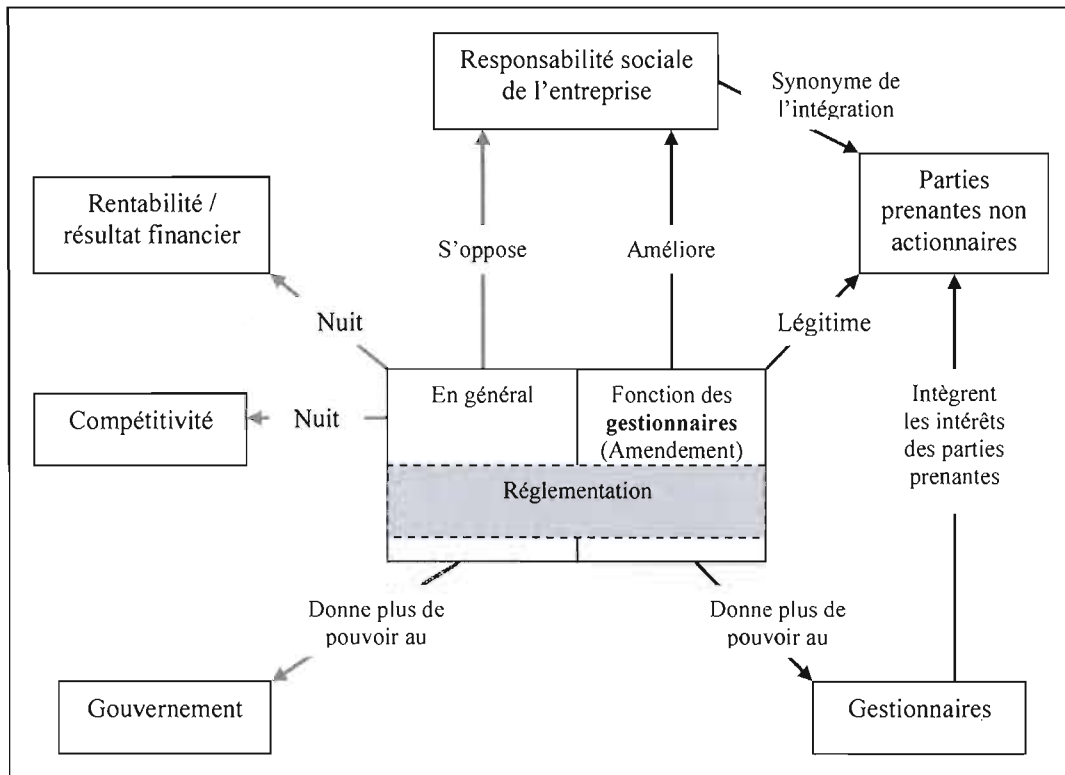 Responsabilité sociale
de l'entreprise
Synonyme de
l'intégration
Parties
prenantes non
actionnaires
Rentabilité /
résultat financier
S'oppose
Améliore
Nuit
Légitime
En général
Fonction des
gestionnaires
(Amendement)
Compétitivité
Nuit
Intègrent
les intérêts
des parties
prenantes
Réglementation
Donne plus de
pouvoir au
Donne plus de
pouvoir au
Gouvernement
Gestionnaires